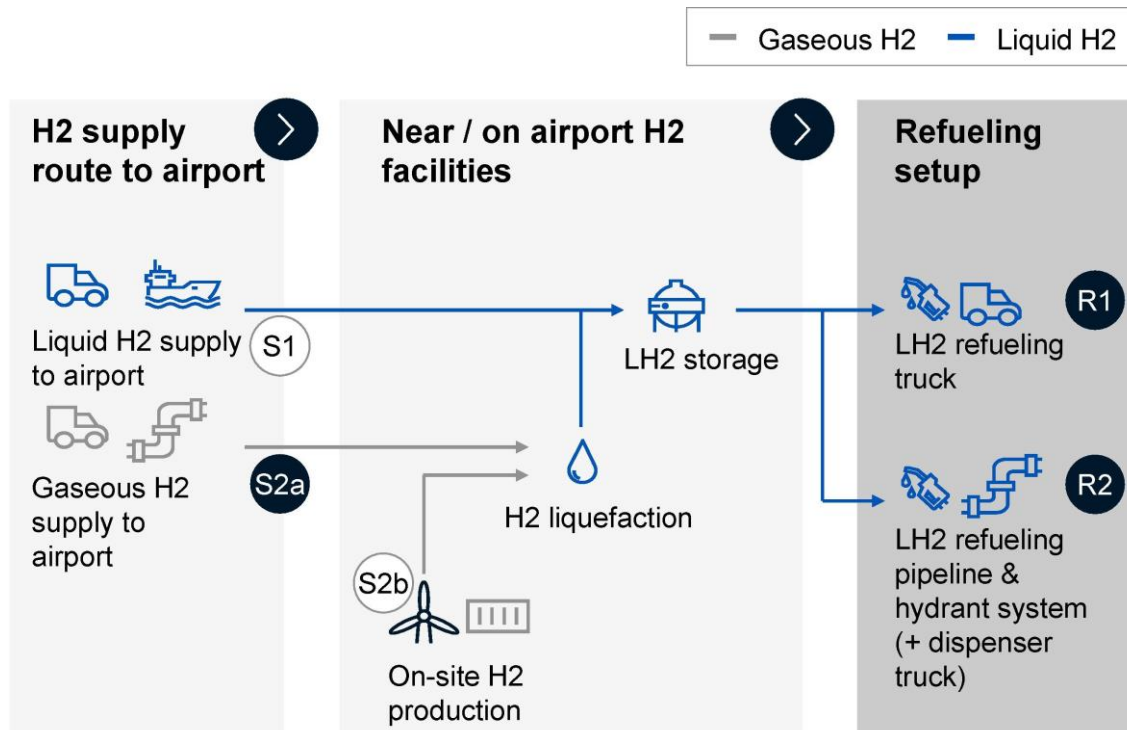 Gaseous H2
Liquid H2
H2 supply
route to airport
Near / on airport H2
facilities
Refueling
setup
Liquid H2 supply
to airport
S1
LH2 storage
LH2 refueling
truck
R1
Gaseous H2
supply to
airport
S2a
H2 liquefaction
LH2 refueling
pipeline &
hydrant system
(+ dispenser
truck)
R2
S2b
On-site H2
production